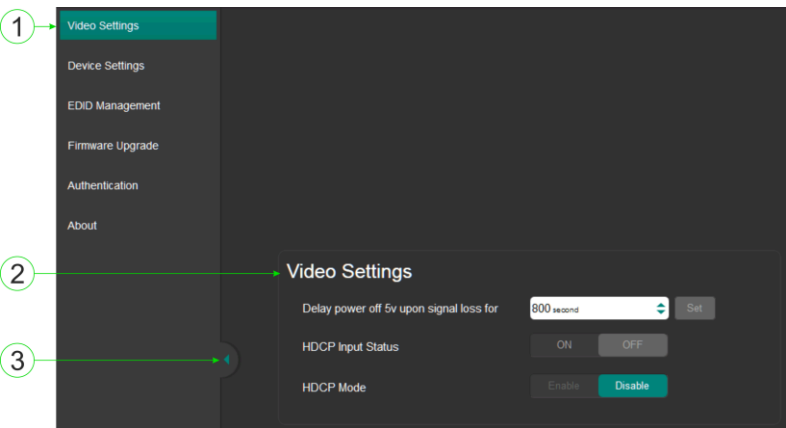 1
Video Settings
Device Settings
EDID Management
Firmware Upgrade
Authentication
About
2
Video Settings
Delay power off 5v upon signal loss for 800 second Set
3
HDCP Input Status ON OFF
HDCP Mode Enable Disable